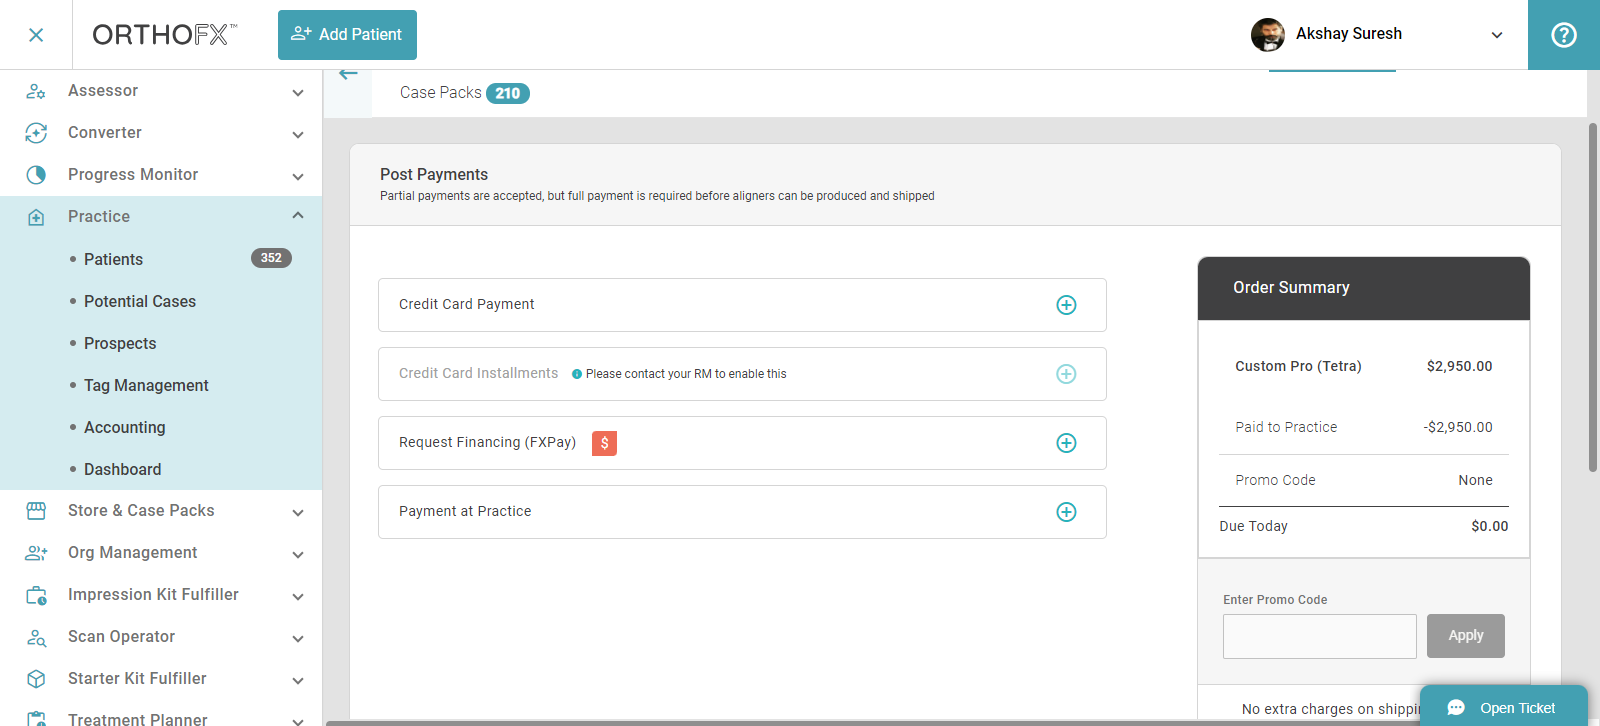 ORTHOFX™
Add Patient
Akshay Suresh
Assessor
Converter
Progress Monitor
Practice
Patients 352
Potential Cases
Prospects
Tag Management
Accounting
Dashboard
Store & Case Packs
Org Management
Impression Kit Fulfiller
Scan Operator
Starter Kit Fulfiller
Treatment Planner
Case Packs 210
Post Payments
Partial payments are accepted, but full payment is required before aligners can be produced and shipped
Credit Card Payment
Credit Card Installments Please contact your RM to enable this
Request Financing (FXPay) $
Payment at Practice
Order Summary
Custom Pro (Tetra) $2,950.00
Paid to Practice -$2,950.00
Promo Code None
Due Today $0.00
Enter Promo Code
Apply
No extra charges on
Open Ticket